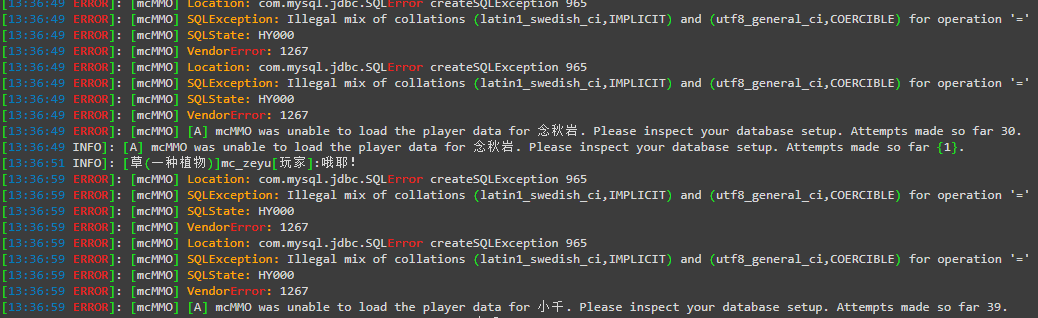 [13:36:49 ERROR]: [mcMMO] Location: com.mysql.jdbc.SQLError createSQLException 965
[13:36:49 ERROR]: [mcMMO] SQLException: Illegal mix of collations (latin1_swedish_ci,IMPLICIT) and (utf8_general_ci,COERCIBLE) for operation '='
[13:36:49 ERROR]: [mcMMO] SQLState: HY000
[13:36:49 ERROR]: [mcMMO] VendorError: 1267
[13:36:49 ERROR]: [mcMMO] Location: com.mysql.jdbc.SQLError createSQLException 965
[13:36:49 ERROR]: [mcMMO] SQLException: Illegal mix of collations (latin1_swedish_ci,IMPLICIT) and (utf8_general_ci,COERCIBLE) for operation '='
[13:36:49 ERROR]: [mcMMO] SQLState: HY000
[13:36:49 ERROR]: [mcMMO] VendorError: 1267
[13:36:49 ERROR]: [mcMMO] [A] mcMMO was unable to load the player data for 念秋岩. Please inspect your database setup. Attempts made so far 30.
[13:36:49 INFO]: [A] mcMMO was unable to load the player data for 念秋岩. Please inspect your database setup. Attempts made so far {1}.
[13:36:51 INFO]: [草(一种植物)]mc_zeyu[玩家]:哦耶!
[13:36:59 ERROR]: [mcMMO] Location: com.mysql.jdbc.SQLError createSQLException 965
[13:36:59 ERROR]: [mcMMO] SQLException: Illegal mix of collations (latin1_swedish_ci,IMPLICIT) and (utf8_general_ci,COERCIBLE) for operation '='
[13:36:59 ERROR]: [mcMMO] SQLState: HY000
[13:36:59 ERROR]: [mcMMO] VendorError: 1267
[13:36:59 ERROR]: [mcMMO] Location: com.mysql.jdbc.SQLError createSQLException 965
[13:36:59 ERROR]: [mcMMO] SQLException: Illegal mix of collations (latin1_swedish_ci,IMPLICIT) and (utf8_general_ci,COERCIBLE) for operation '='
[13:36:59 ERROR]: [mcMMO] SQLState: HY000
[13:36:59 ERROR]: [mcMMO] VendorError: 1267
[13:36:59 ERROR]: [mcMMO] [A] mcMMO was unable to load the player data for 小千. Please inspect your database setup. Attempts made so far 39.